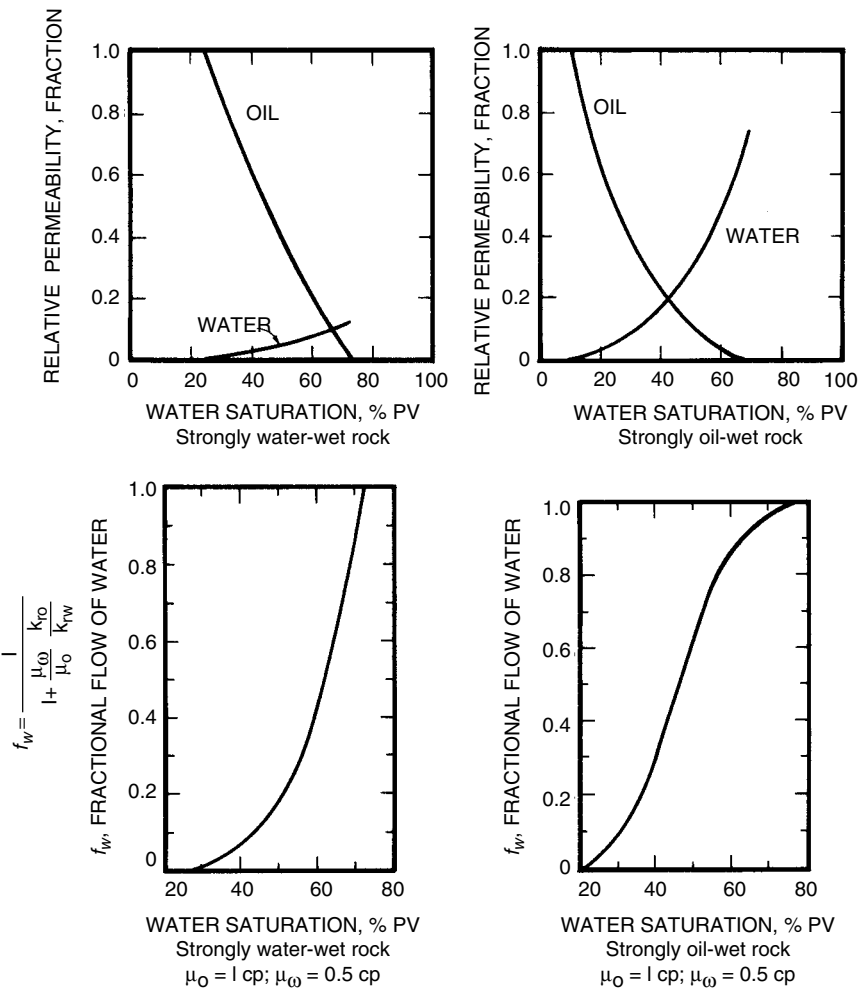 RELATIVE PERMEABILITY, FRACTION
1.0
0.8
0.6
0.4
0.2
0
OIL
WATER
0 20 40 60 80 100
WATER SATURATION, % PV
Strongly water-wet rock
RELATIVE PERMEABILITY, FRACTION
1.0
0.8
0.6
0.4
0.2
0
OIL
WATER
0 20 40 60 80 100
WATER SATURATION, % PV
Strongly oil-wet rock
f_w = I / (I+ μ_ω/μ_o k_ro/k_rw)
f_w, FRACTIONAL FLOW OF WATER
1.0
0.8
0.6
0.4
0.2
0
20 40 60 80
WATER SATURATION, % PV
Strongly water-wet rock
μ_o = I cp; μ_ω = 0.5 cp
f_w, FRACTIONAL FLOW OF WATER
1.0
0.8
0.6
0.4
0.2
0
20 40 60 80
WATER SATURATION, % PV
Strongly oil-wet rock
μ_o = I cp; μ_ω = 0.5 cp